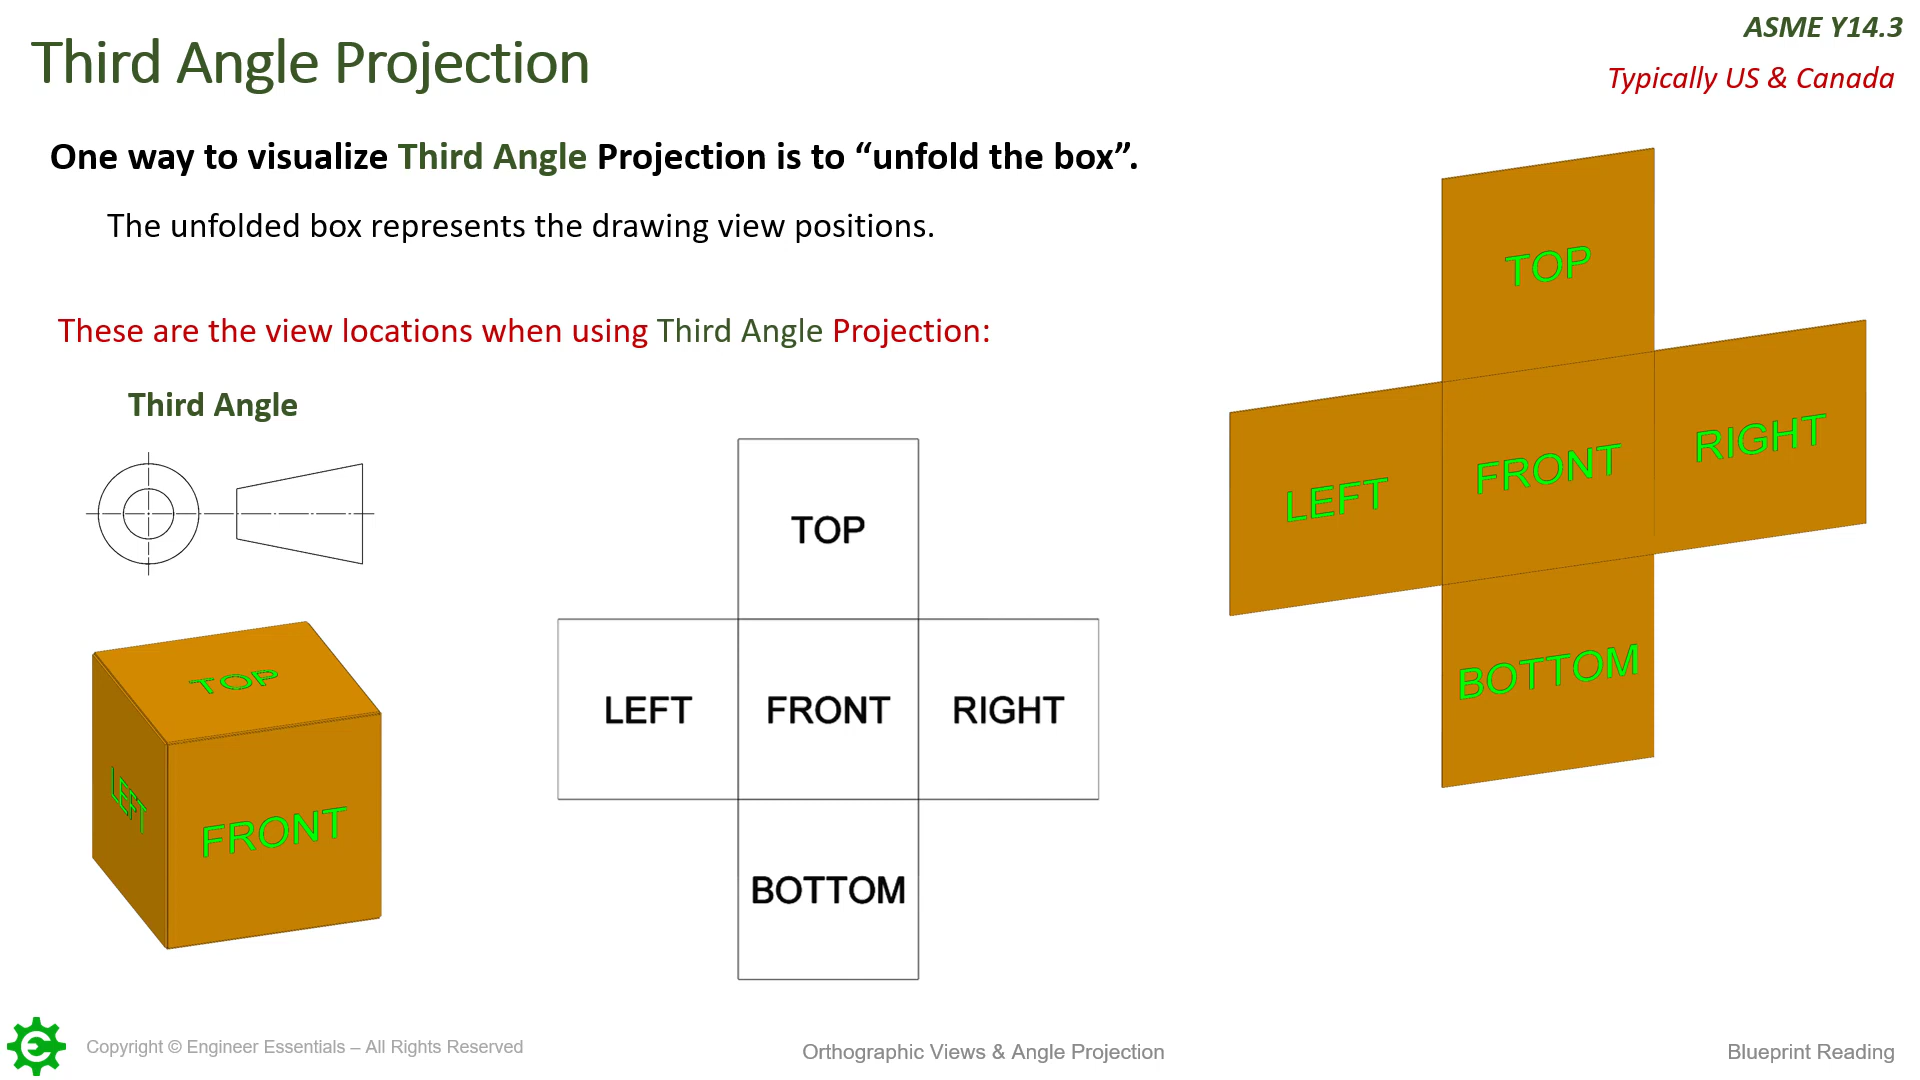 ASME Y14.3
Third Angle Projection
Typically US & Canada
One way to visualize Third Angle Projection is to “unfold the box”.
The unfolded box represents the drawing view positions.
These are the view locations when using Third Angle Projection:
Third Angle
TOP
LEFT
FRONT
TOP
LEFT FRONT RIGHT
BOTTOM
TOP
LEFT FRONT RIGHT
BOTTOM
Copyright © Engineer Essentials – All Rights Reserved
Orthographic Views & Angle Projection
Blueprint Reading